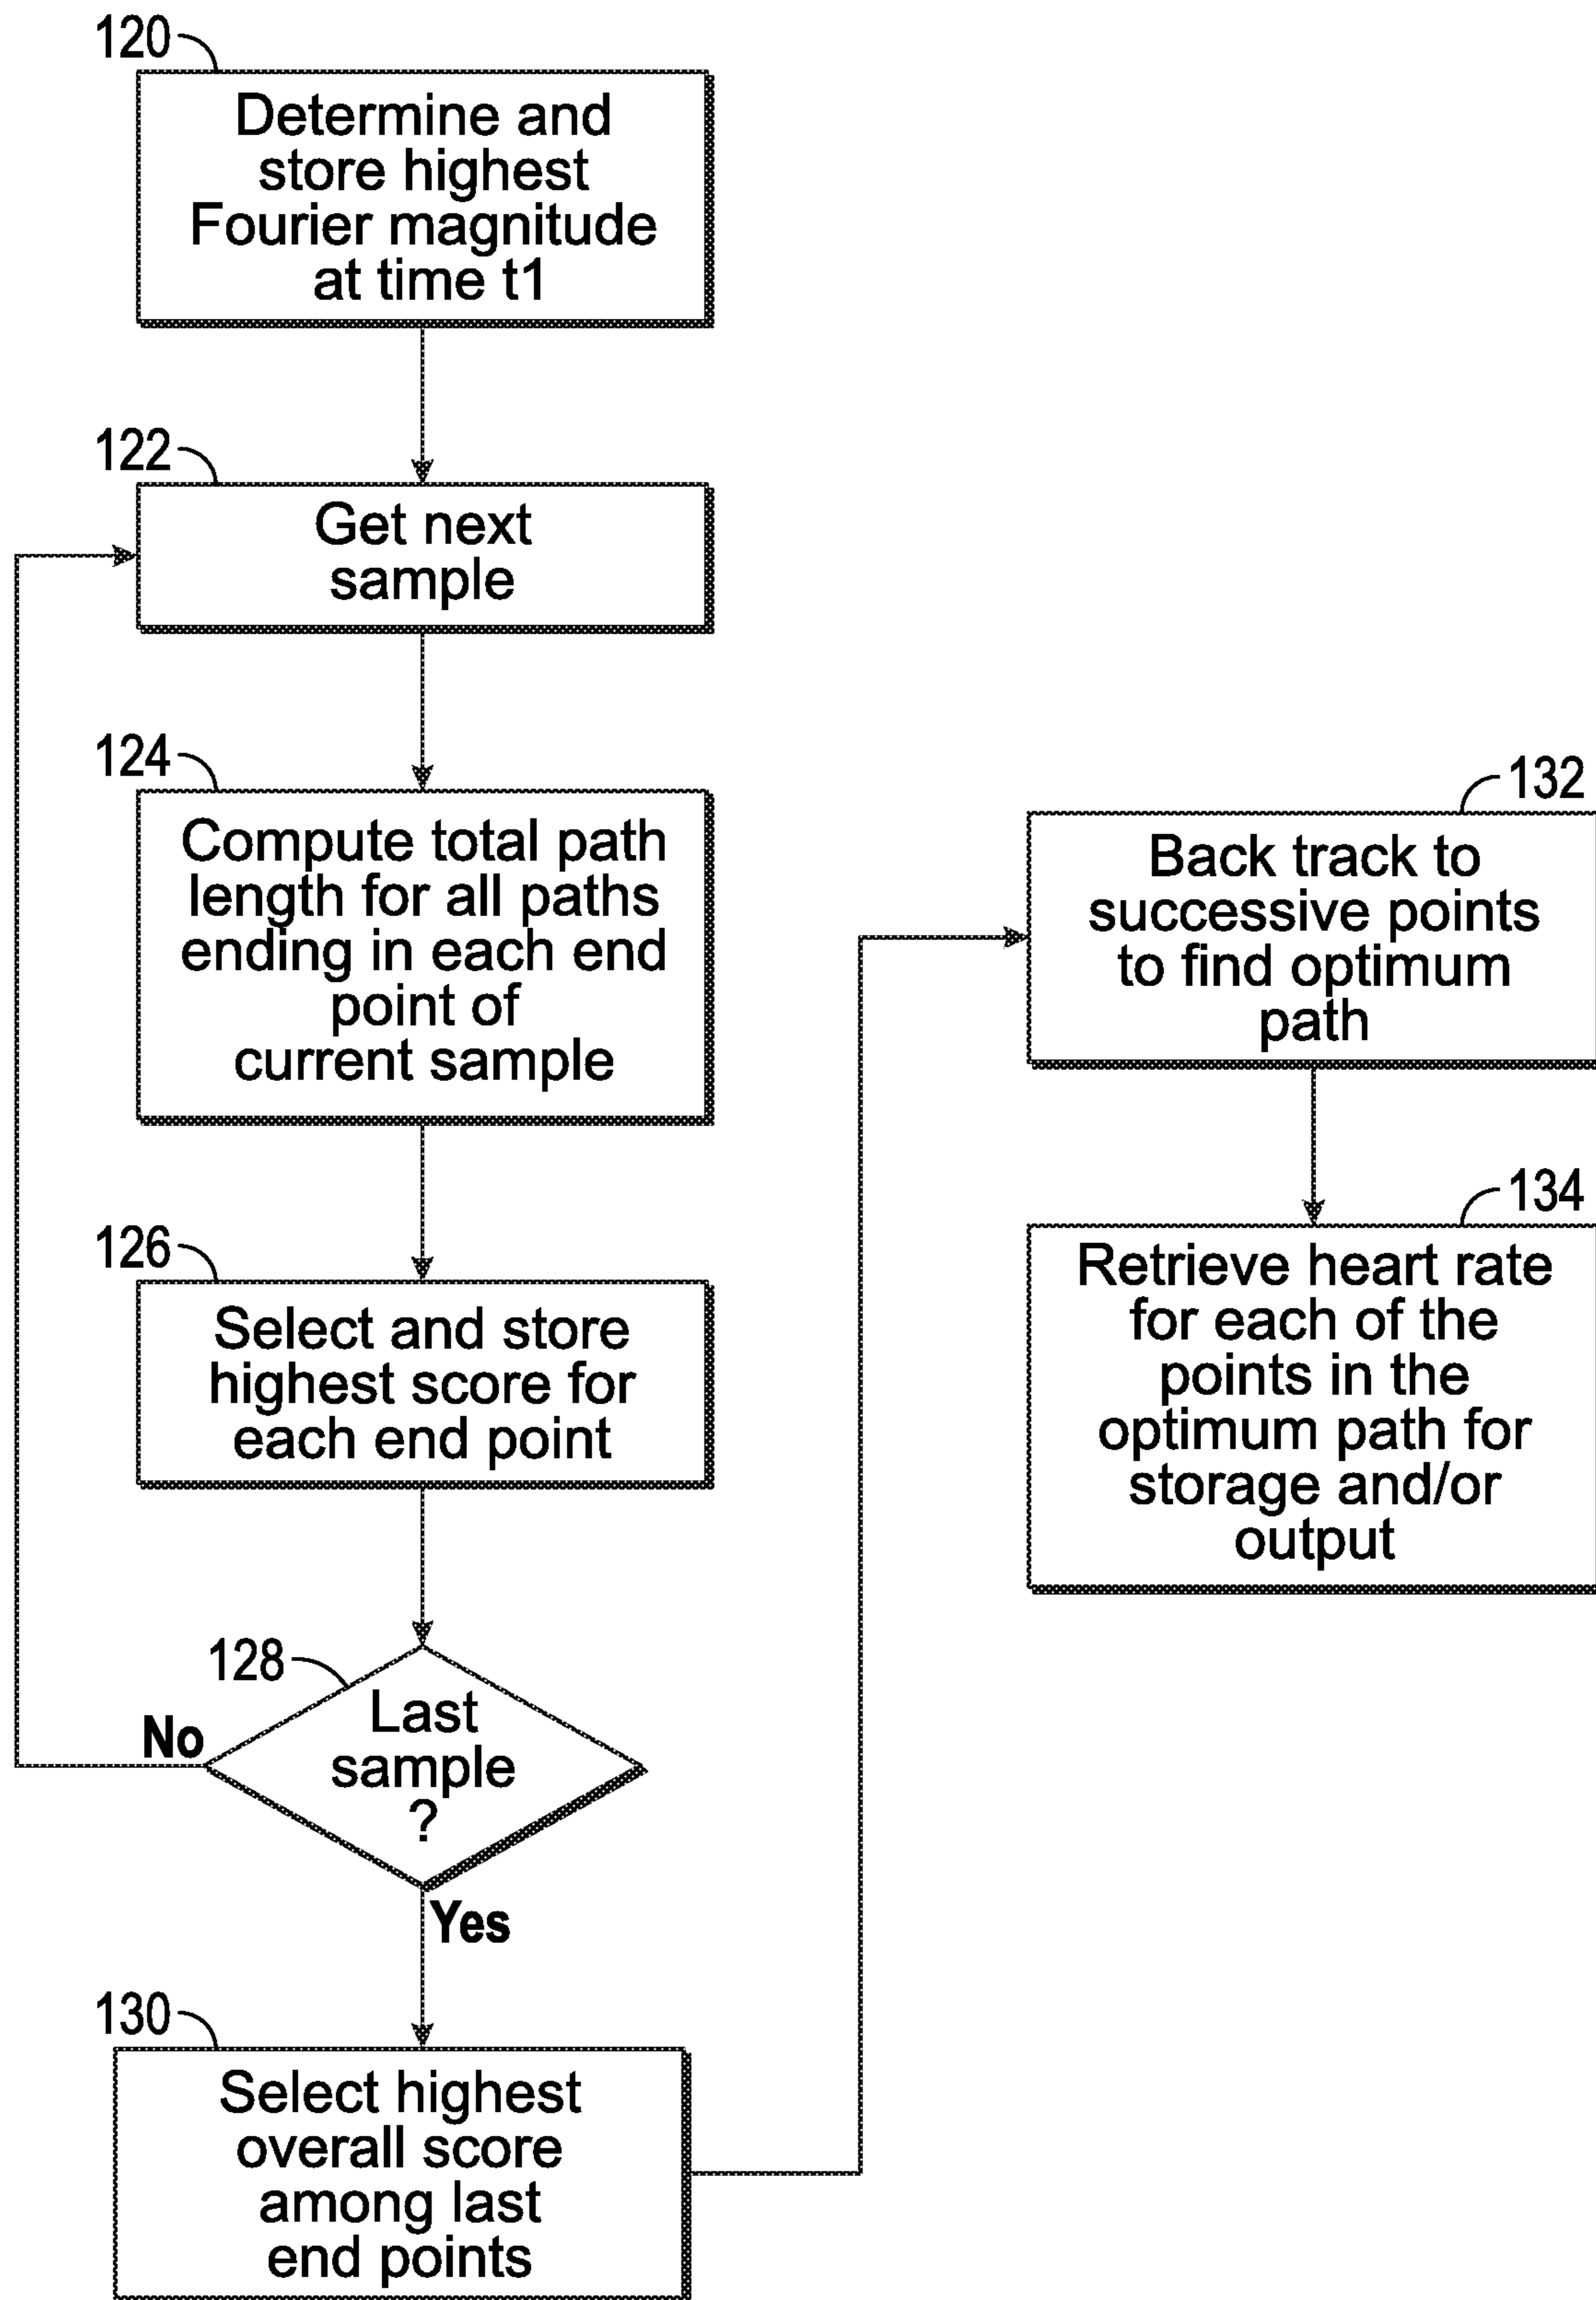 120
Determine and
store highest
Fourier magnitude
at time t1
122
Get next
sample
124
Compute total path
length for all paths
ending in each end
point of
current sample
126
Select and store
highest score for
each end point
128
Last
sample
?
No
Yes
130
Select highest
overall score
among last
end points
132
Back track to
successive points
to find optimum
path
134
Retrieve heart rate
for each of the
points in the
optimum path for
storage and/or
output